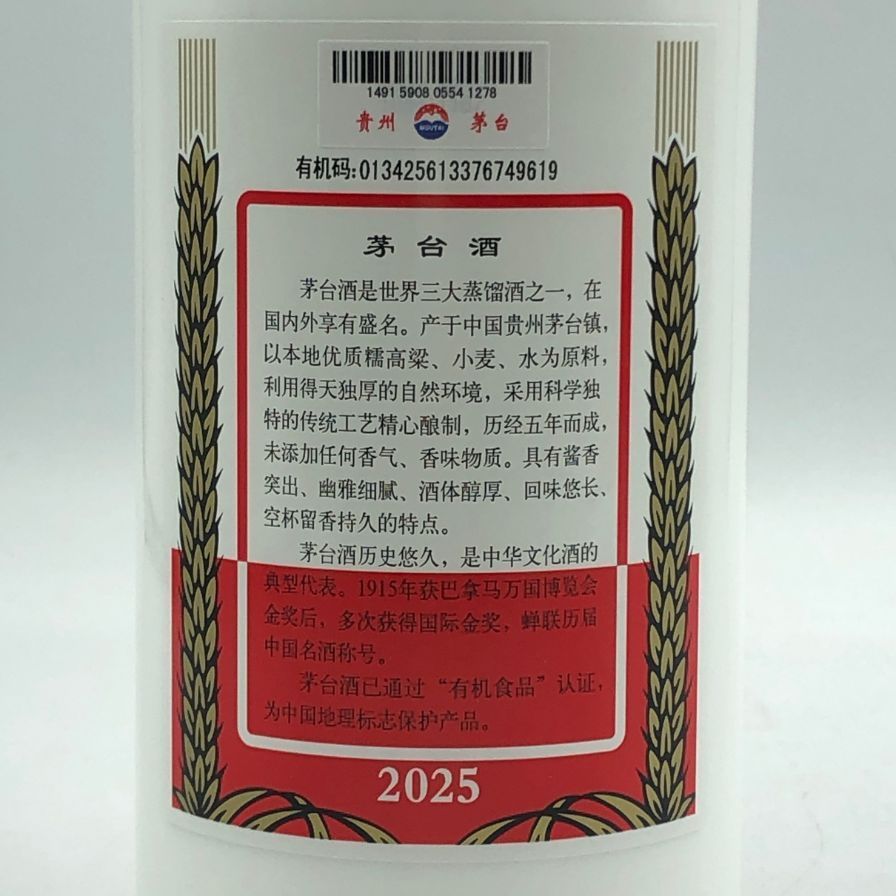 1491 5908 0554 1278
贵州 MOUTAI 茅台
有机码:013425613376749619
茅台酒
茅台酒是世界三大蒸馏酒之一，在
国内外享有盛名。产于中国贵州茅台镇，
以本地优质糯高粱、小麦、水为原料，
利用得天独厚的自然环境，采用科学独
特的传统工艺精心酿制，历经五年而成，
未添加任何香气、香味物质。具有酱香
突出、幽雅细腻、酒体醇厚、回味悠长、
空杯留香持久的特点。
茅台酒历史悠久，是中华文化酒的
典型代表。1915年获巴拿马万国博览会
金奖后，多次获得国际金奖，蝉联历届
中国名酒称号。
茅台酒已通过“有机食品”认证，
为中国地理标志保护产品。
2025